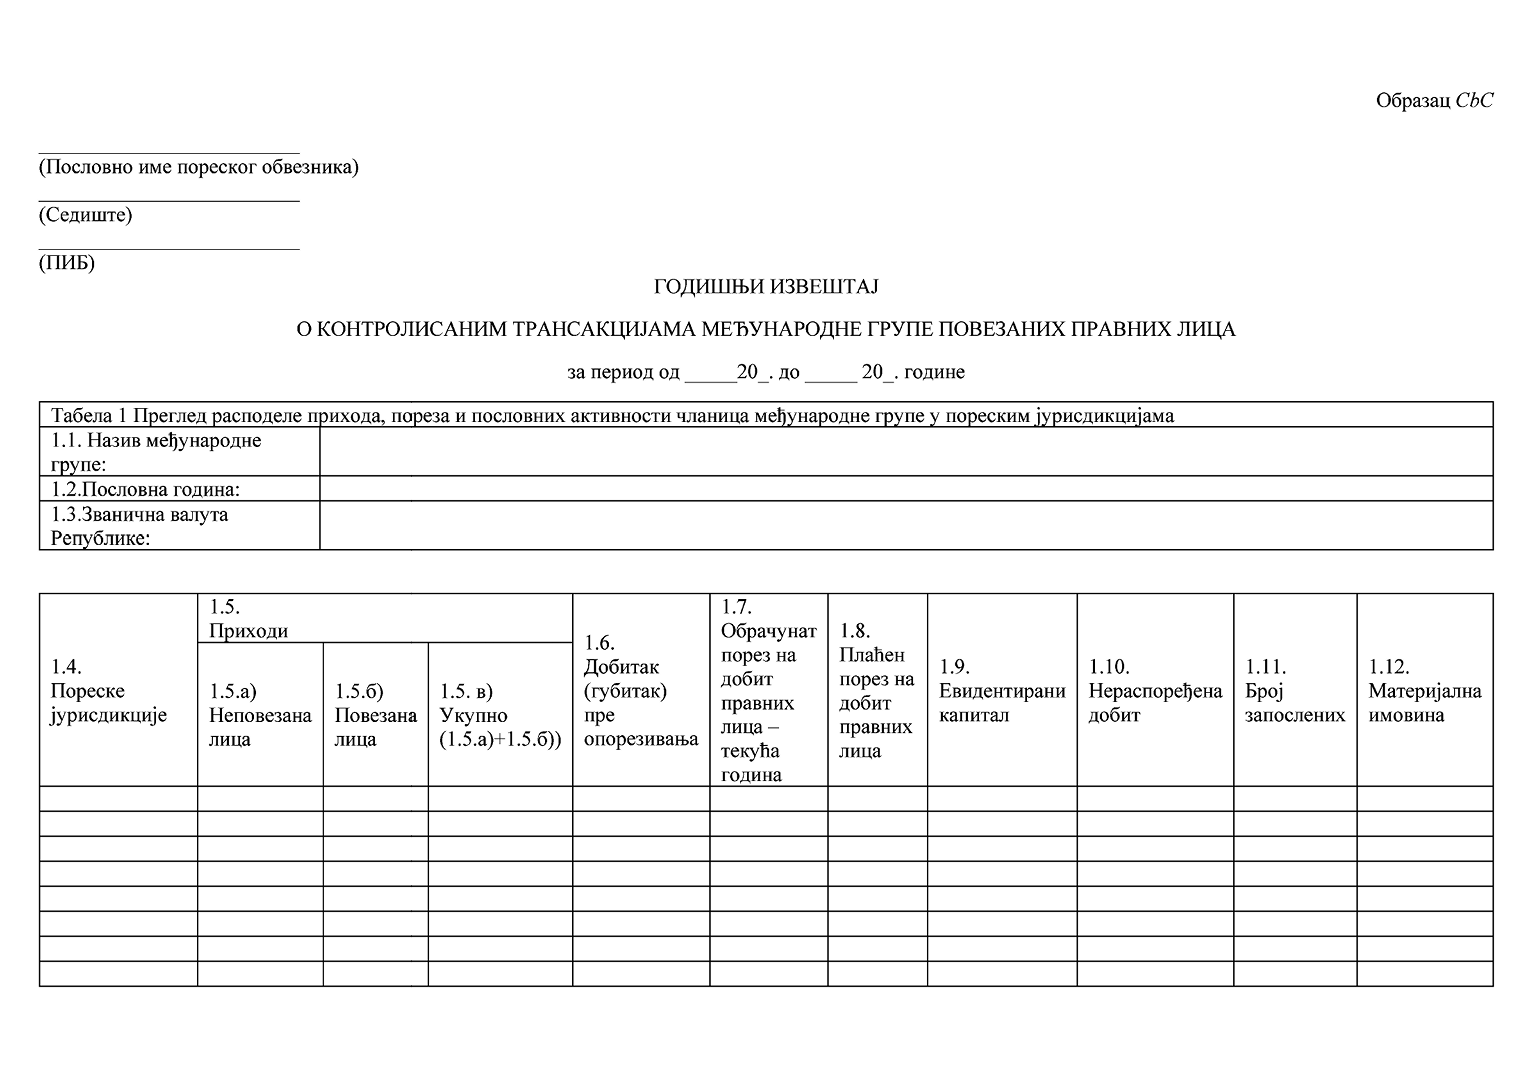 Образац CbC
(Пословно име пореског обвезника)
(Седиште)
(ПИБ)
ГОДИШЊИ ИЗВЕШТАЈ
О КОНТРОЛИСАНИМ ТРАНСАКЦИЈАМА МЕЂУНАРОДНЕ ГРУПЕ ПОВЕЗАНИХ ПРАВНИХ ЛИЦА
за период од _____20_. до _____ 20_. године
Табела 1 Преглед расподеле прихода, пореза и пословних активности чланица међународне групе у пореским јурисдикцијама
1.1. Назив међународне
групе:
1.2.Пословна година:
1.3.Званична валута
Републике:
1.4.
Пореске
јурисдикције
1.5.
Приходи
1.5.а)
Неповезана
лица
1.5.б)
Повезана
лица
1.5. в)
Укупно
(1.5.а)+1.5.б))
1.6.
Добитак
(губитак)
пре
опорезивања
1.7.
Обрачунат
порез на
добит
правних
лица –
текућа
година
1.8.
Плаћен
порез на
добит
правних
лица
1.9.
Евидентирани
капитал
1.10.
Нераспоређена
добит
1.11.
Број
запослених
1.12.
Материјална
имовина